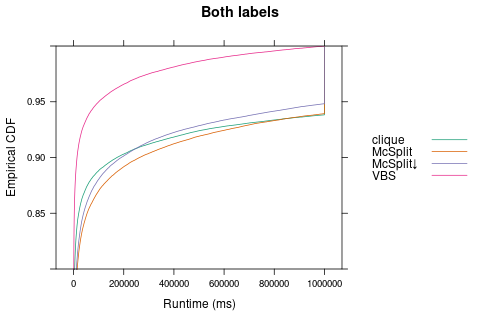 Both labels
Empirical CDF
0.95
0.90
0.85
0
200000
400000
600000
800000
1000000
Runtime (ms)
clique
McSplit
McSplit↓
VBS